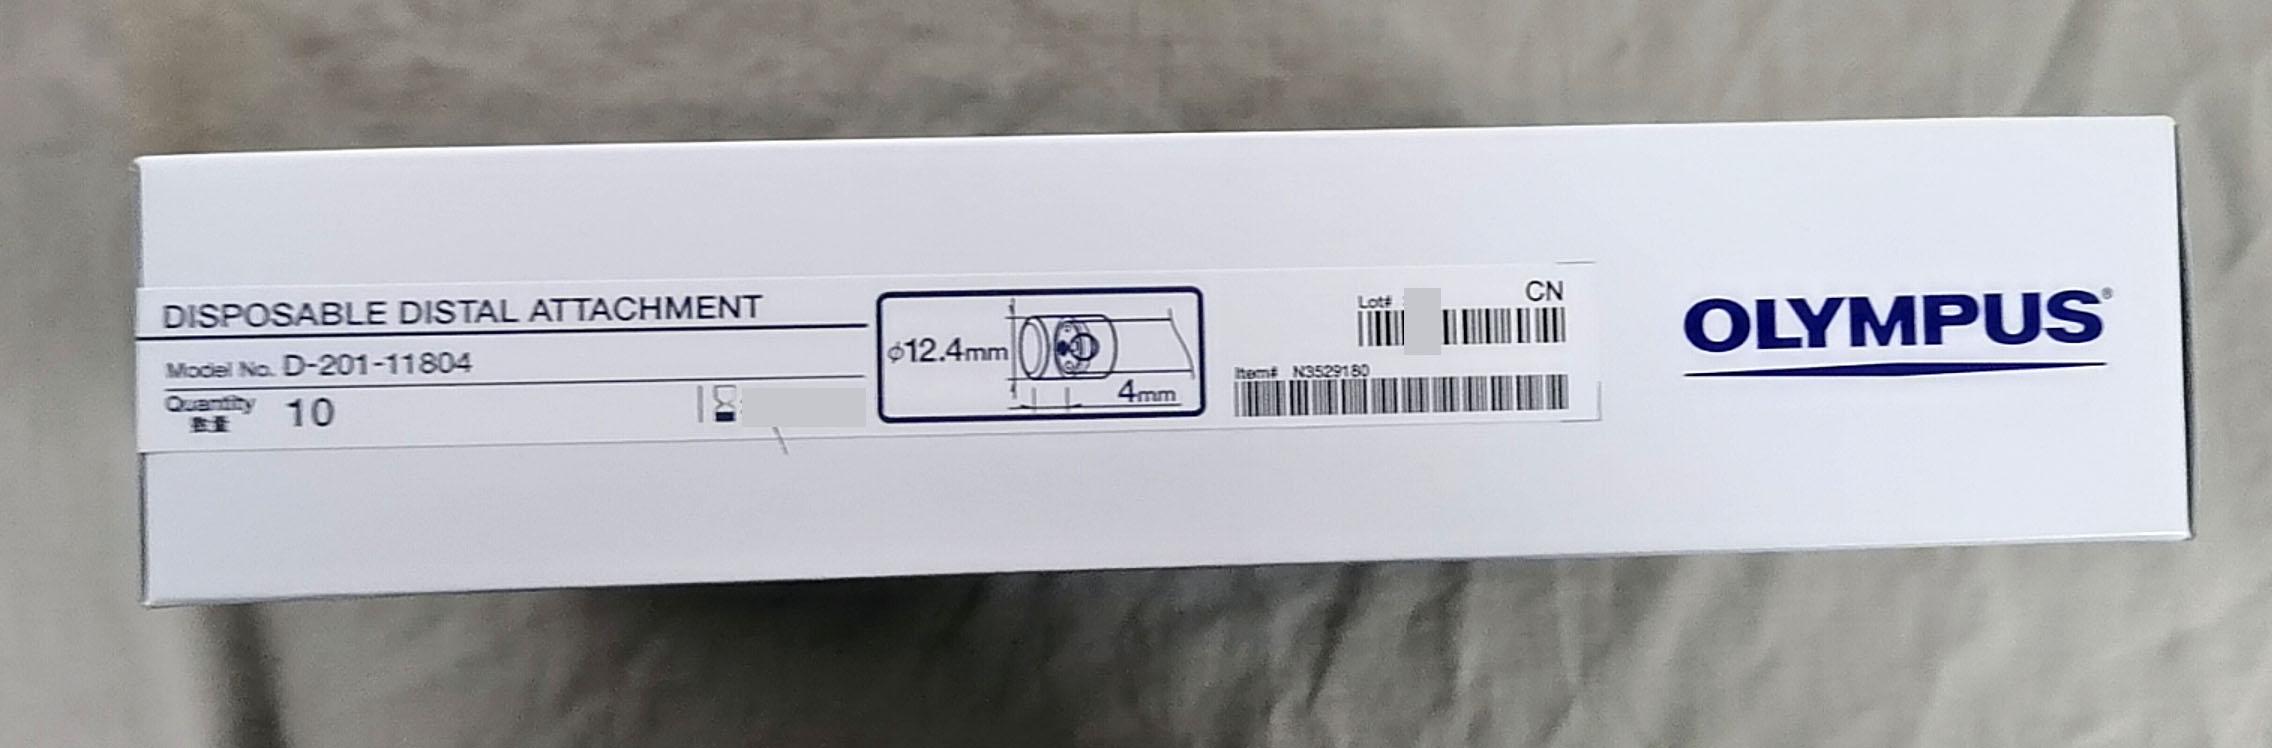 DISPOSABLE DISTAL ATTACHMENT
Model No. D-201-11804
Quantity 10
数量
φ12.4mm
4mm
CN
Lot#
Item# N3529180
OLYMPUS®